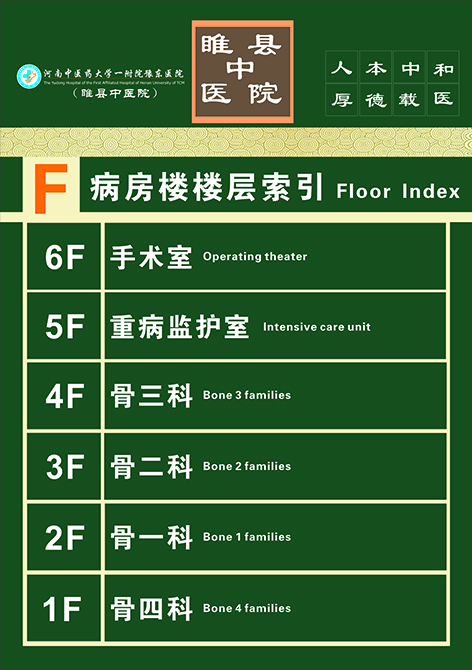 河南中医药大学一附院豫东医院
The Yudong Hospital of the First Affiliated Hospital of Henan University of TCM
（睢县中医院）
睢县
中
医院
人本中和
厚德载医
F 病房楼楼层索引 Floor Index
6F 手术室 Operating theater
5F 重病监护室 Intensive care unit
4F 骨三科 Bone 3 families
3F 骨二科 Bone 2 families
2F 骨一科 Bone 1 families
1F 骨四科 Bone 4 families